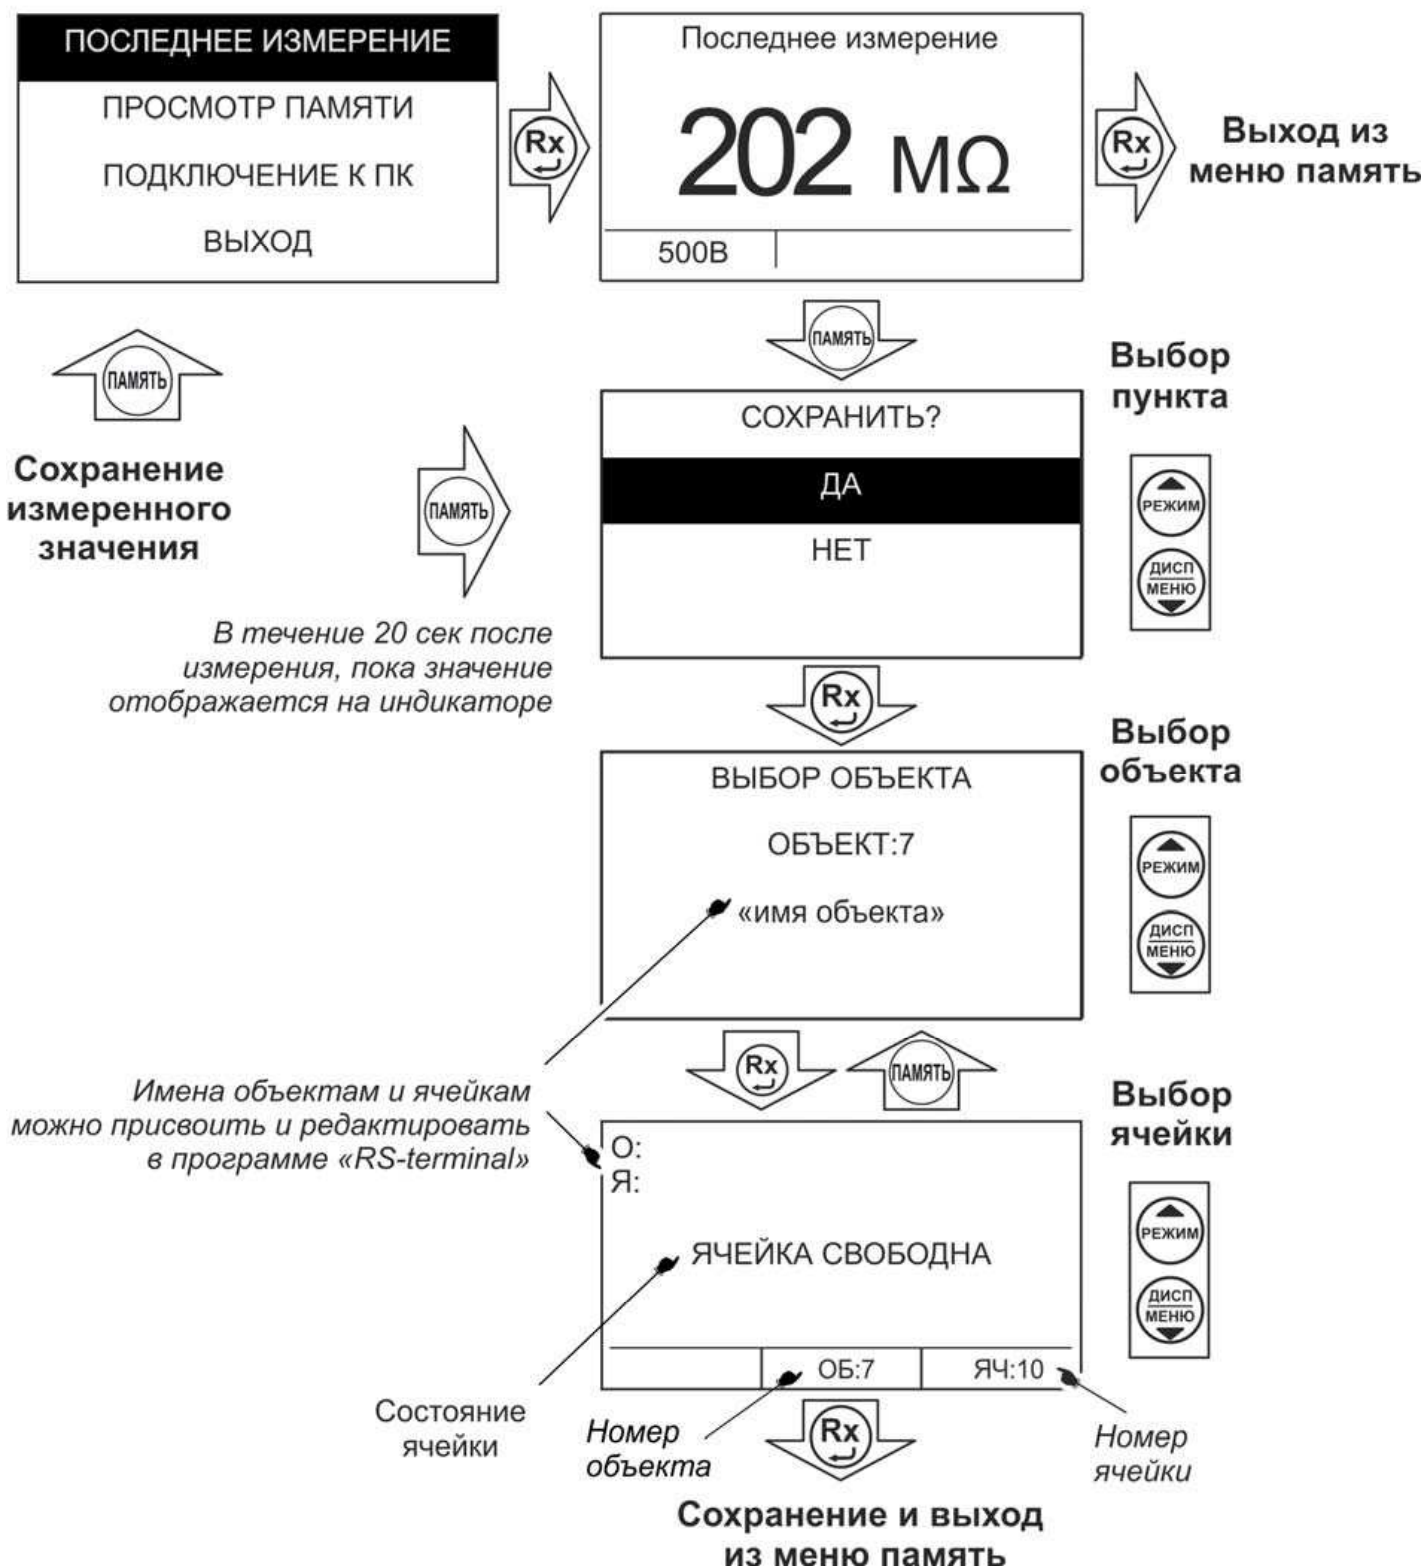 ПОСЛЕДНЕЕ ИЗМЕРЕНИЕ
ПРОСМОТР ПАМЯТИ
ПОДКЛЮЧЕНИЕ К ПК
ВЫХОД
Rx
Последнее измерение
202 МΩ
500В
Rx
Выход из
меню память
ПАМЯТЬ
Сохранение
измеренного
значения
ПАМЯТЬ
ПАМЯТЬ
В течение 20 сек после
измерения, пока значение
отображается на индикаторе
СОХРАНИТЬ?
ДА
НЕТ
Выбор
пункта
РЕЖИМ
ДИСП
МЕНЮ
Rx
ВЫБОР ОБЪЕКТА
ОБЪЕКТ:7
«имя объекта»
Выбор
объекта
РЕЖИМ
ДИСП
МЕНЮ
Rx
ПАМЯТЬ
Имена объектам и ячейкам
можно присвоить и редактировать
в программе «RS-terminal»
О:
Я:
ЯЧЕЙКА СВОБОДНА
ОБ:7
ЯЧ:10
Выбор
ячейки
РЕЖИМ
ДИСП
МЕНЮ
Состояние
ячейки
Номер
объекта
Rx
Номер
ячейки
Сохранение и выход
из меню память